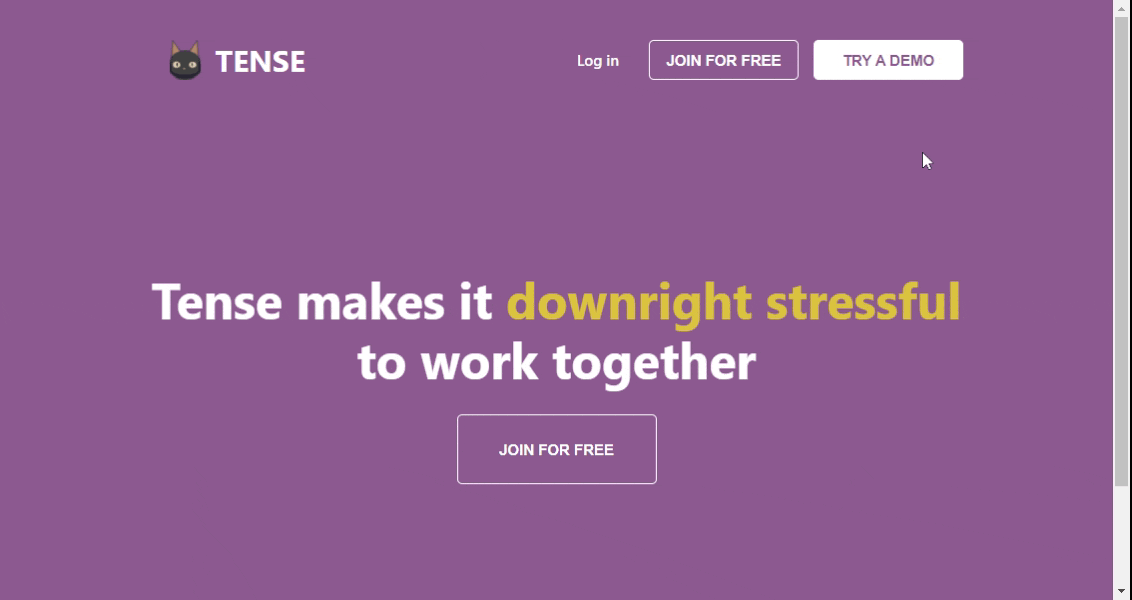 TENSE
Log in
JOIN FOR FREE
TRY A DEMO
Tense makes it downright stressful
to work together
JOIN FOR FREE